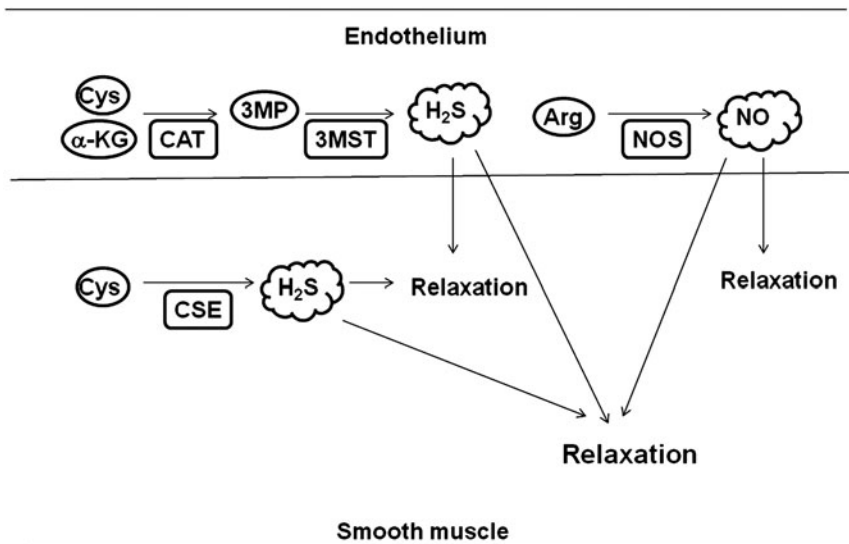 Endothelium
Cys
α-KG
CAT
3MP
3MST
H₂S
Arg
NOS
NO
Cys
CSE
H₂S
Relaxation
Relaxation
Relaxation
Smooth muscle